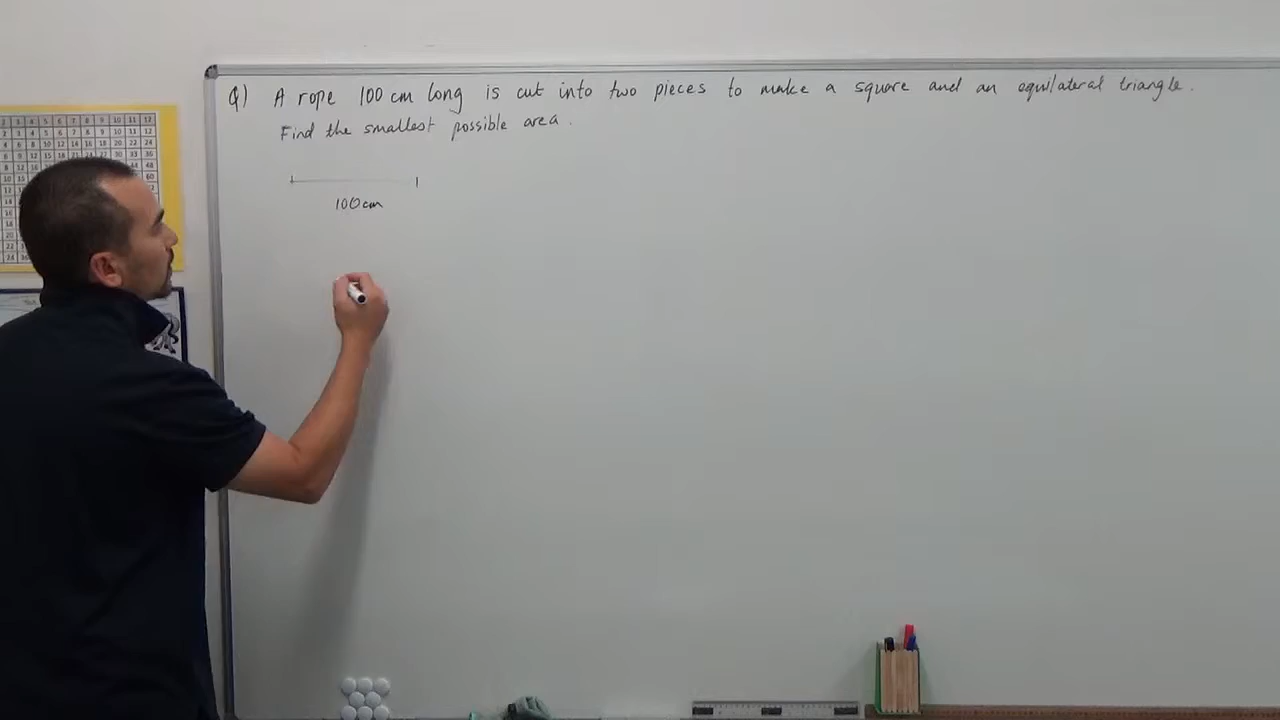 Q) A rope 100 cm long is cut into two pieces to make a square and an equilateral triangle.
Find the smallest possible area.
100cm